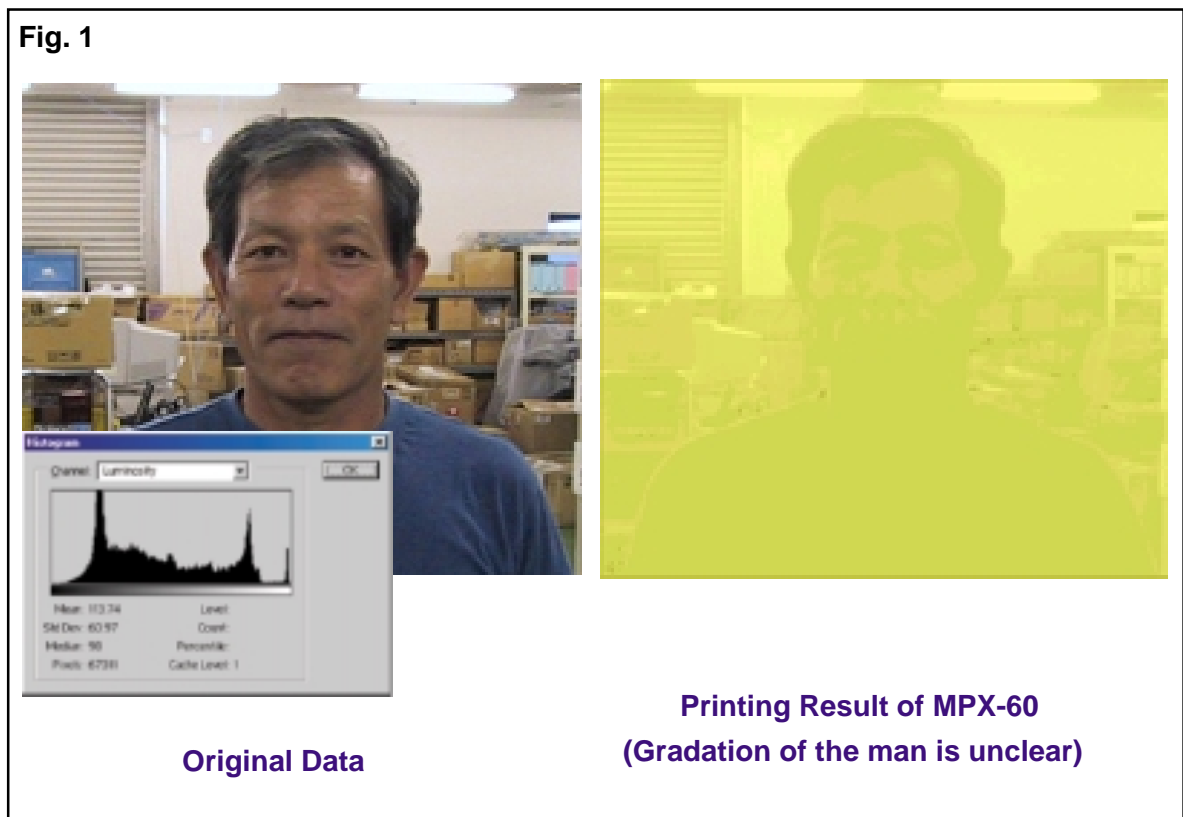 Fig. 1
Histogram
Channel: Luminosity
OK
Mean: 113.74
Level:
Std Dev: 60.97
Count:
Median: 98
Percentile:
Pixels: 67311
Cache Level: 1
Original Data
Printing Result of MPX-60
(Gradation of the man is unclear)